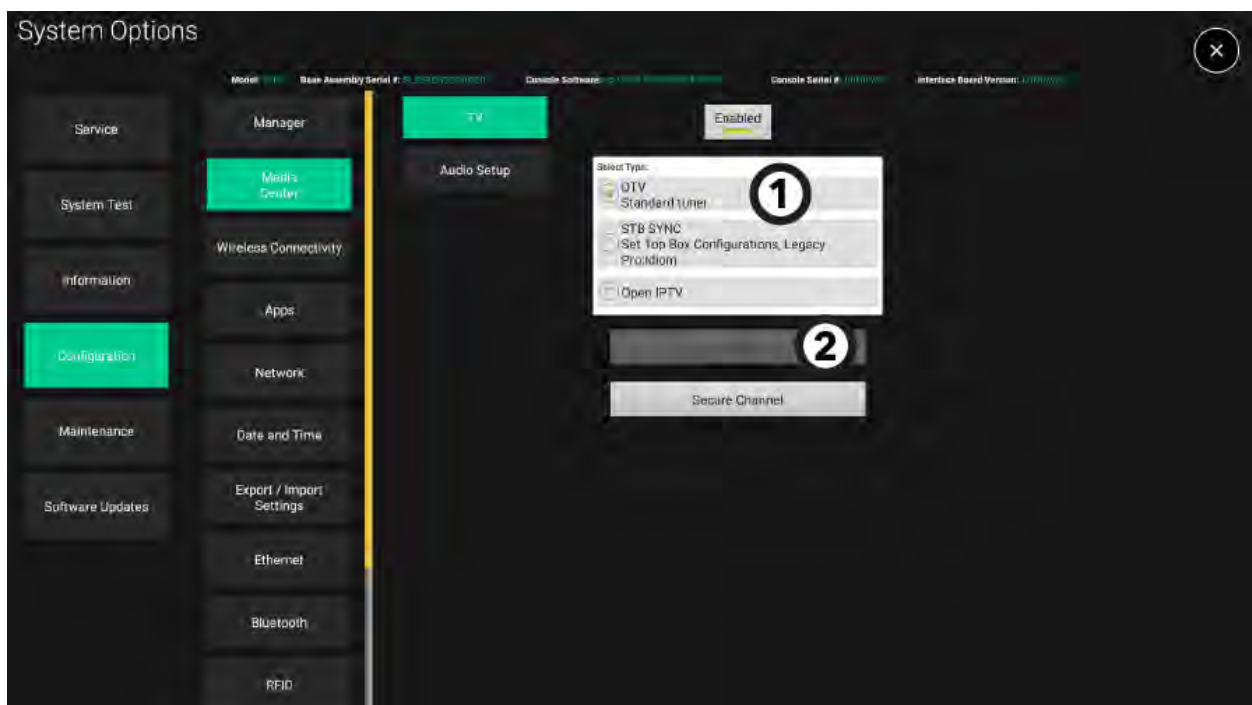 System Options
Model: Base Assembly Serial #: Console Software: Console Serial #: Interface Board Version:
Service
System Test
Information
Configuration
Maintenance
Software Updates
Manager
Media
Center
Wireless Connectivity
Apps
Network
Date and Time
Export / Import
Settings
Ethernet
Bluetooth
RFID
TV
Audio Setup
Enabled
Select Type:
DTV
Standard tuner
STB SYNC
Set Top Box Configurations, Legacy
Pro:Idiom
Open IPTV
1
2
Secure Channel